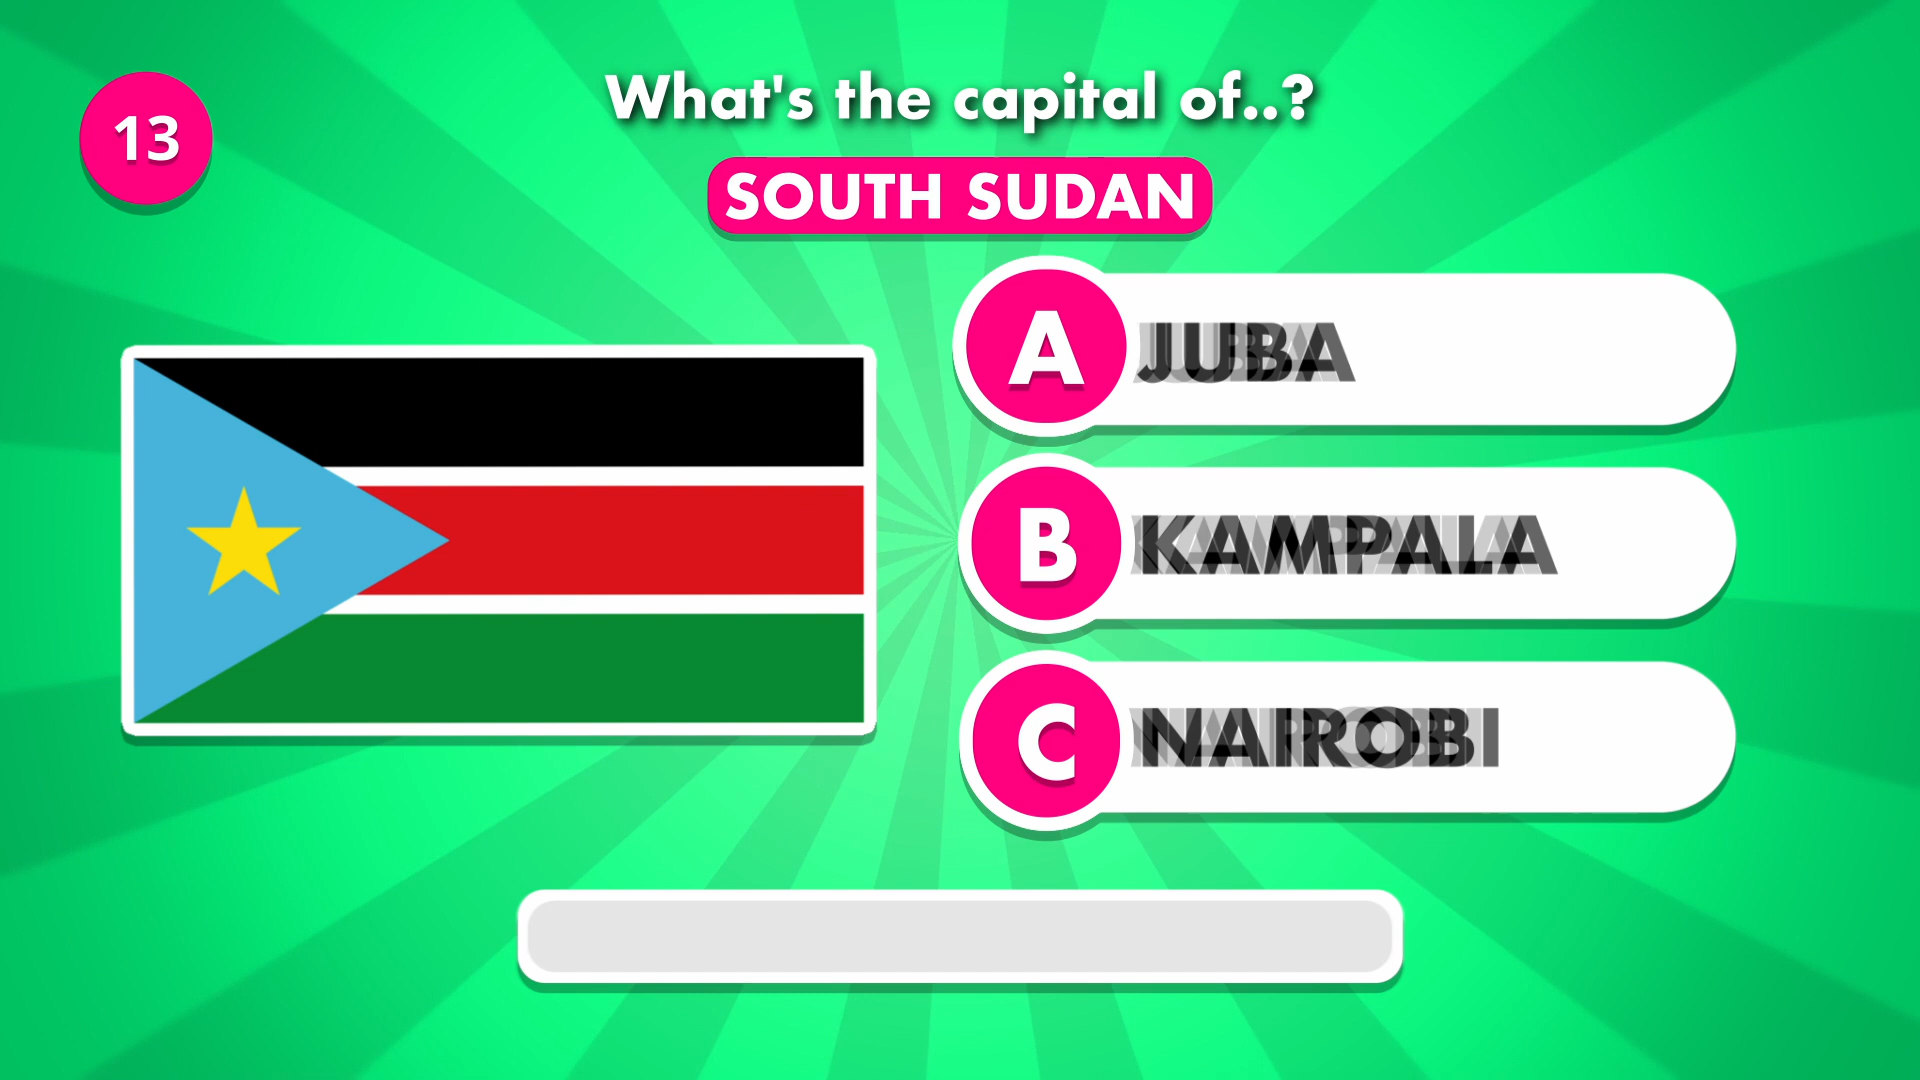 13
What's the capital of..?
SOUTH SUDAN
A JUBA
B KAMPALA
C NAIROBI